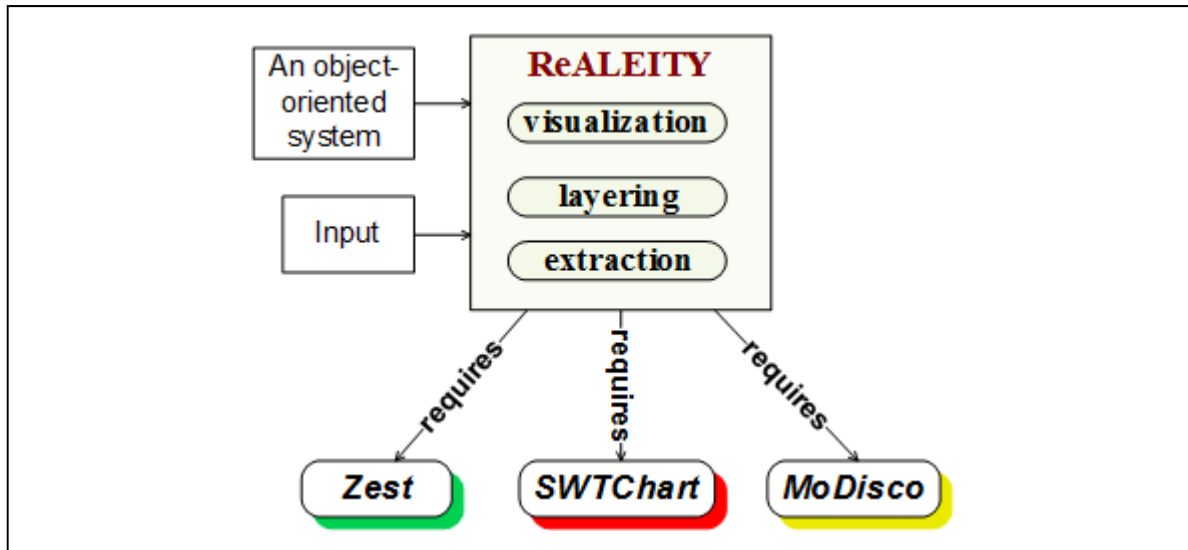 An object-
oriented
system
ReALEITY
visualization
layering
extraction
Input
requires
requires
requires
Zest
SWTChart
MoDisco